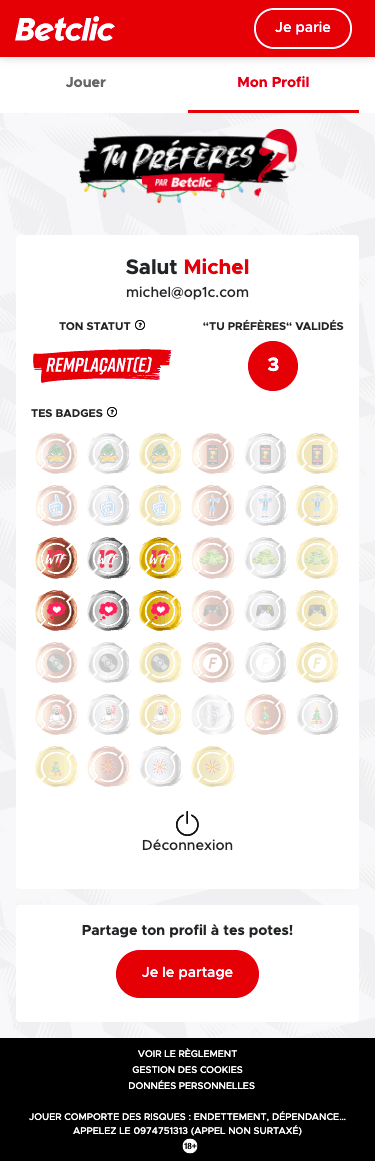 Betclic
Je parie
Jouer
Mon Profil
TU PRÉFÈRES ?
PAR Betclic
Salut Michel
michel@op1c.com
TON STATUT ?
"TU PRÉFÈRES" VALIDÉS
REMPLAÇANT(E)
3
TES BADGES ?
WTF WTF WTF
F F F
Déconnexion
Partage ton profil à tes potes!
Je le partage
VOIR LE RÈGLEMENT
GESTION DES COOKIES
DONNÉES PERSONNELLES
JOUER COMPORTE DES RISQUES : ENDETTEMENT, DÉPENDANCE...
APPELEZ LE 0974751313 (APPEL NON SURTAXÉ)
18+